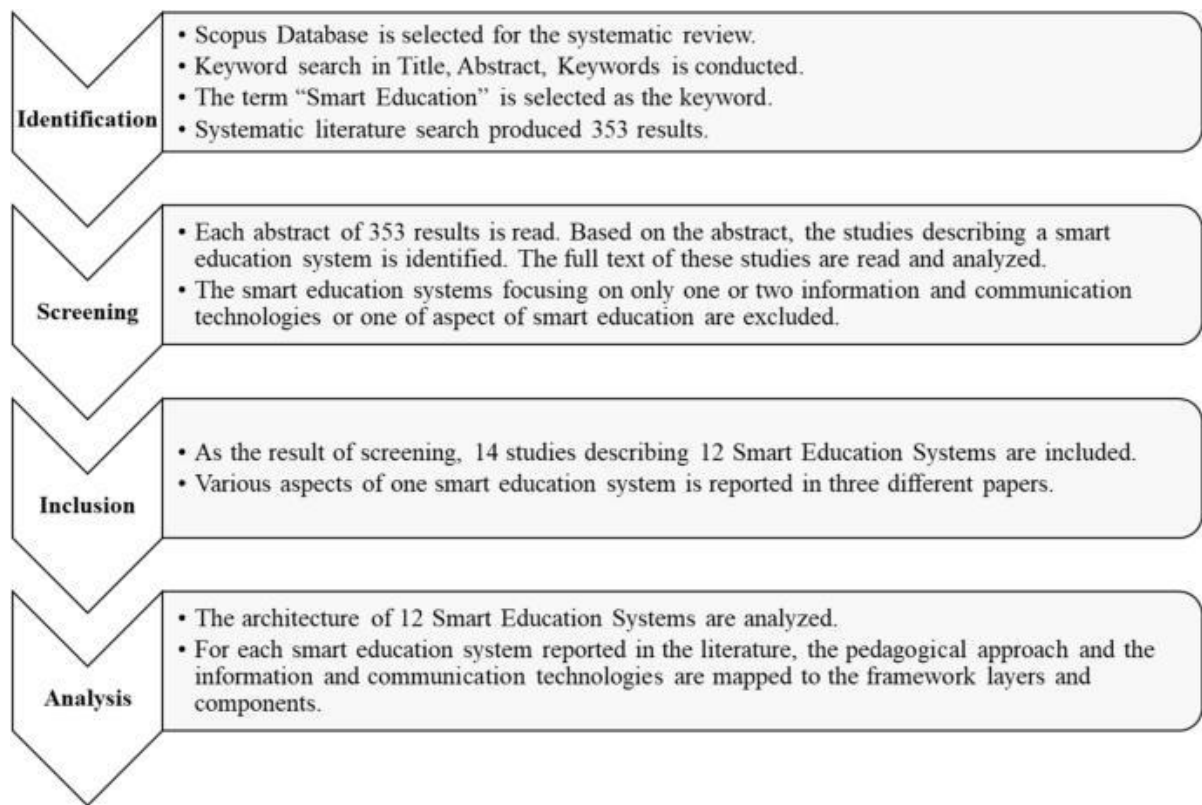 Identification
• Scopus Database is selected for the systematic review.
• Keyword search in Title, Abstract, Keywords is conducted.
• The term “Smart Education” is selected as the keyword.
• Systematic literature search produced 353 results.
Screening
• Each abstract of 353 results is read. Based on the abstract, the studies describing a smart
education system is identified. The full text of these studies are read and analyzed.
• The smart education systems focusing on only one or two information and communication
technologies or one of aspect of smart education are excluded.
Inclusion
• As the result of screening, 14 studies describing 12 Smart Education Systems are included.
• Various aspects of one smart education system is reported in three different papers.
Analysis
• The architecture of 12 Smart Education Systems are analyzed.
• For each smart education system reported in the literature, the pedagogical approach and the
information and communication technologies are mapped to the framework layers and
components.